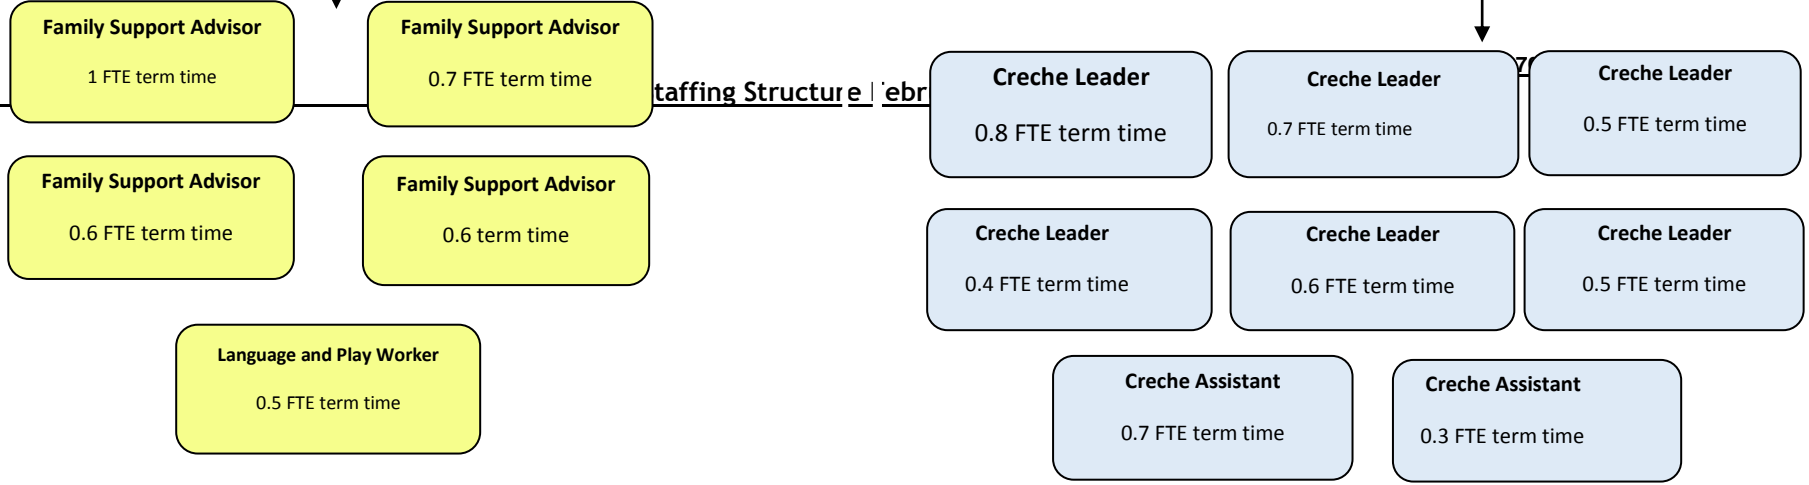 Family Support Advisor
1 FTE term time
Family Support Advisor
0.7 FTE term time
taffing Structure
Creche Leader
0.8 FTE term time
Creche Leader
0.7 FTE term time
Creche Leader
0.5 FTE term time
Family Support Advisor
0.6 FTE term time
Family Support Advisor
0.6 term time
Creche Leader
0.4 FTE term time
Creche Leader
0.6 FTE term time
Creche Leader
0.5 FTE term time
Language and Play Worker
0.5 FTE term time
Creche Assistant
0.7 FTE term time
Creche Assistant
0.3 FTE term time